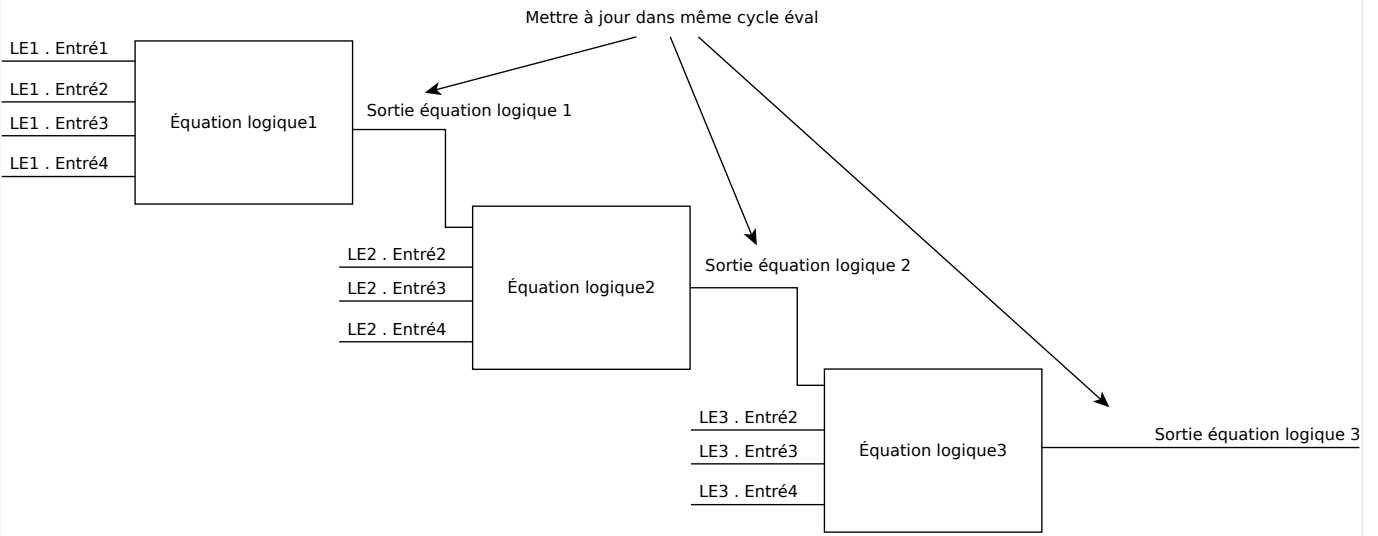 Mettre à jour dans même cycle éval
LE1 . Entré1
LE1 . Entré2
LE1 . Entré3
LE1 . Entré4
Équation logique1
Sortie équation logique 1
LE2 . Entré2
LE2 . Entré3
LE2 . Entré4
Équation logique2
Sortie équation logique 2
LE3 . Entré2
LE3 . Entré3
LE3 . Entré4
Équation logique3
Sortie équation logique 3